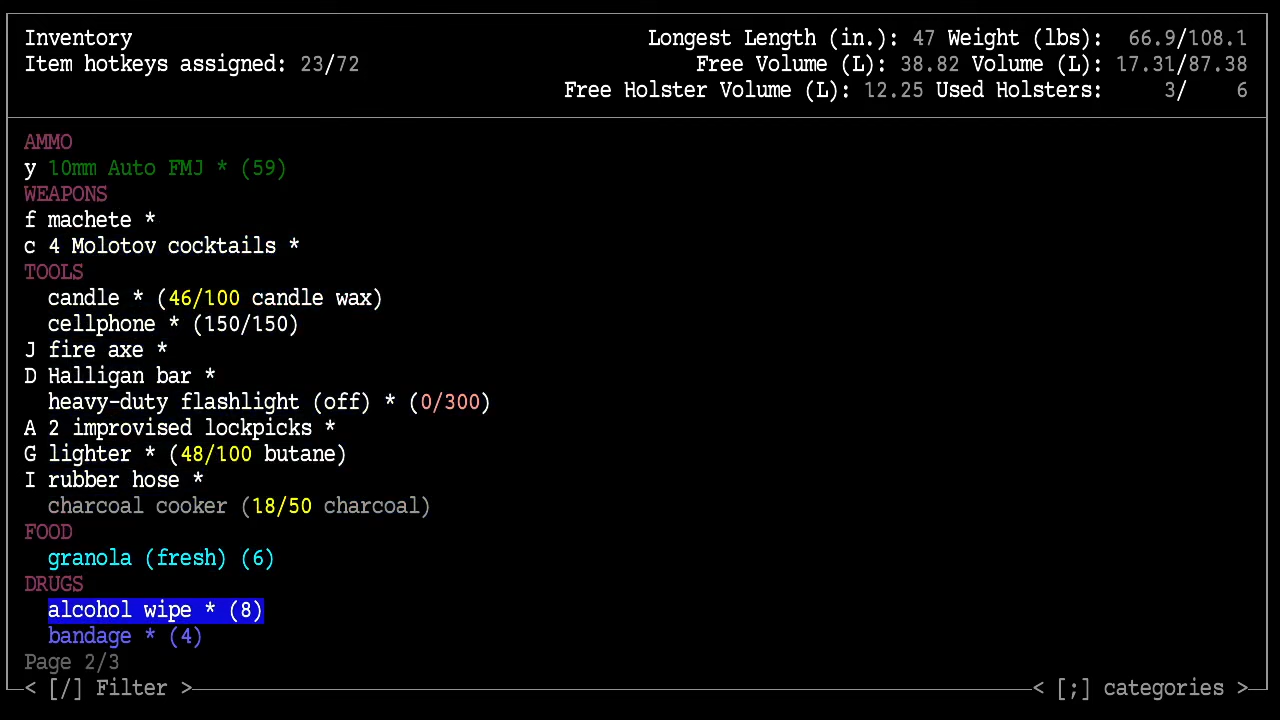 Inventory
Longest Length (in.): 47 Weight (lbs): 66.9/108.1
Item hotkeys assigned: 23/72
Free Volume (L): 38.82 Volume (L): 17.31/87.38
Free Holster Volume (L): 12.25 Used Holsters: 3/ 6
AMMO
y 10mm Auto FMJ * (59)
WEAPONS
f machete *
c 4 Molotov cocktails *
TOOLS
candle * (46/100 candle wax)
cellphone * (150/150)
J fire axe *
D Halligan bar *
heavy-duty flashlight (off) * (0/300)
A 2 improvised lockpicks *
G lighter * (48/100 butane)
I rubber hose *
charcoal cooker (18/50 charcoal)
FOOD
granola (fresh) (6)
DRUGS
alcohol wipe * (8)
bandage * (4)
Page 2/3
< [/] Filter >
< [;] categories >